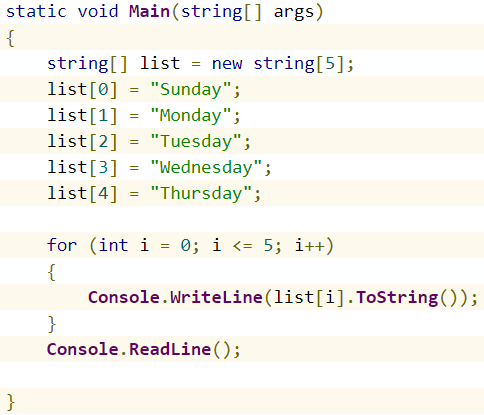 static void Main(string[] args)
{
string[] list = new string[5];
list[0] = "Sunday";
list[1] = "Monday";
list[2] = "Tuesday";
list[3] = "Wednesday";
list[4] = "Thursday";
for (int i = 0; i <= 5; i++)
{
Console.WriteLine(list[i].ToString());
}
Console.ReadLine();
}